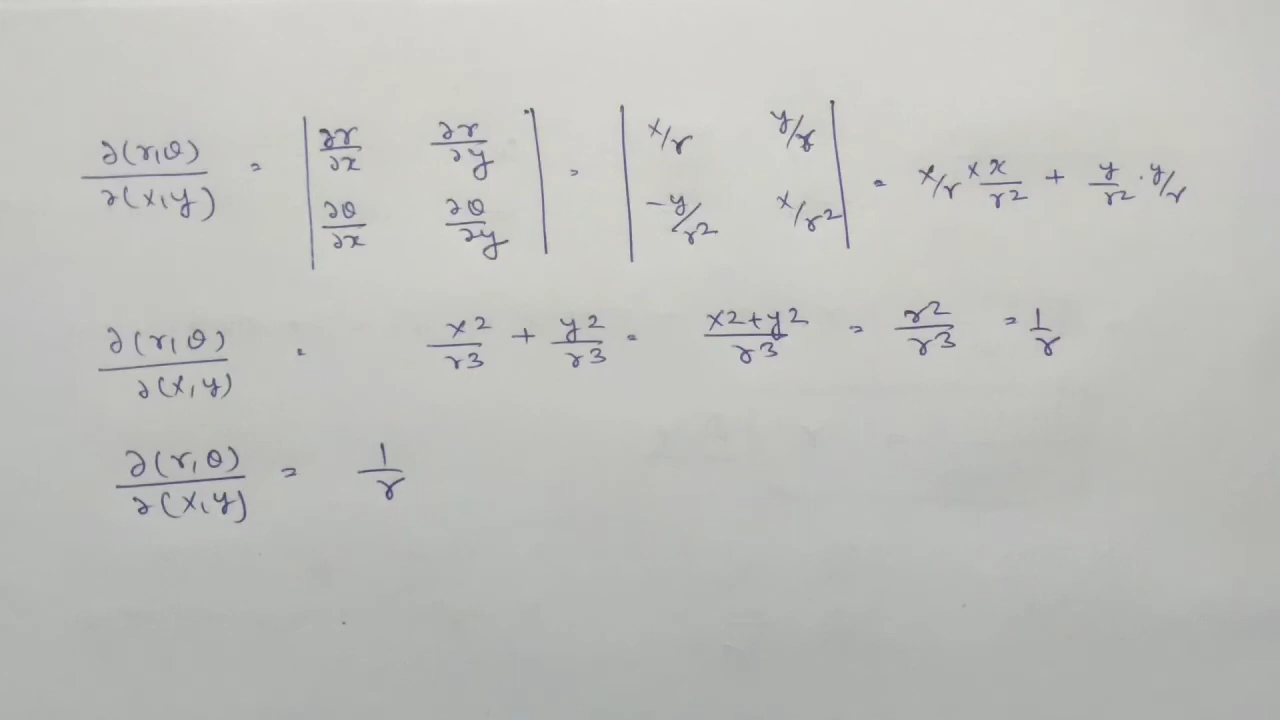 ∂(r,θ)/∂(x,y) = | ∂r/∂x ∂r/∂y ; ∂θ/∂x ∂θ/∂y | = | x/r y/r ; -y/r² x/r² | = x/r × x/r² + y/r² · y/r
∂(r,θ)/∂(x,y) = x²/r³ + y²/r³ = x²+y²/r³ = r²/r³ = 1/r
∂(r,θ)/∂(x,y) = 1/r